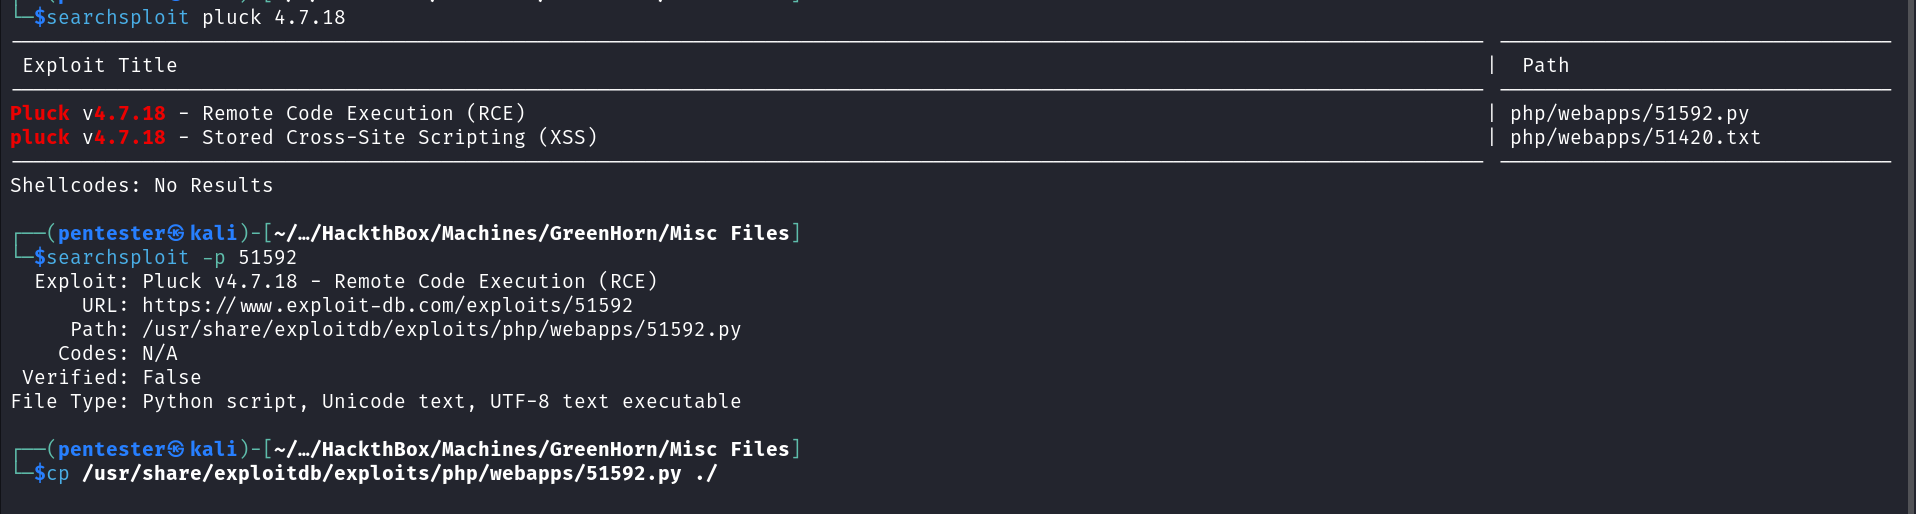 └─$searchsploit pluck 4.7.18
Exploit Title | Path
Pluck v4.7.18 - Remote Code Execution (RCE) | php/webapps/51592.py
pluck v4.7.18 - Stored Cross-Site Scripting (XSS) | php/webapps/51420.txt
Shellcodes: No Results
┌──(pentester㉿kali)-[~/…/HackthBox/Machines/GreenHorn/Misc Files]
└─$searchsploit -p 51592
Exploit: Pluck v4.7.18 - Remote Code Execution (RCE)
URL: https://www.exploit-db.com/exploits/51592
Path: /usr/share/exploitdb/exploits/php/webapps/51592.py
Codes: N/A
Verified: False
File Type: Python script, Unicode text, UTF-8 text executable
┌──(pentester㉿kali)-[~/…/HackthBox/Machines/GreenHorn/Misc Files]
└─$cp /usr/share/exploitdb/exploits/php/webapps/51592.py ./